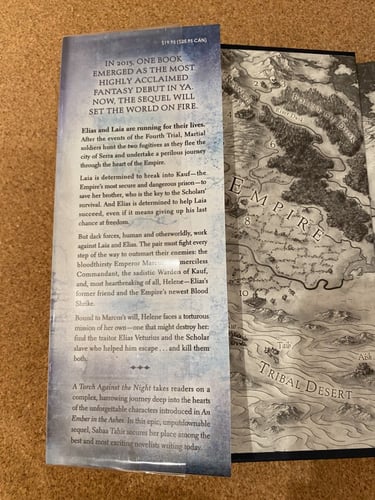 $19.95 ($25.95 CAN)
IN 2015, ONE BOOK
EMERGED AS THE MOST
HIGHLY ACCLAIMED
FANTASY DEBUT IN YA.
NOW, THE SEQUEL WILL
SET THE WORLD ON FIRE.
Elias and Laia are running for their lives.
After the events of the Fourth Trial, Martial
soldiers hunt the two fugitives as they flee the
city of Serra and undertake a perilous journey
through the heart of the Empire.
Laia is determined to break into Kauf—the
Empire's most secure and dangerous prison—to
save her brother, who is the key to the Scholars'
survival. And Elias is determined to help Laia
succeed, even if it means giving up his last
chance at freedom.
But dark forces, human and otherworldly, work
against Laia and Elias. The pair must fight every
step of the way to outsmart their enemies: the
bloodthirsty Emperor merciless
Commandant, the sadistic Warden of Kauf,
and, most heartbreaking of all, Helene—Elias's
former friend and the Empire's newest Blood
Shrike.
Bound to Marcus's will, Helene faces a torturous
mission of her own—one that might destroy her:
find the traitor Elias Veturius and the Scholar
slave who helped him escape . . . and kill them
both.
A Torch Against the Night takes readers on a
complex, harrowing journey deep into the hearts
of the unforgettable characters introduced in An
Ember in the Ashes. In this epic, unputdownable
sequel, Sabaa Tahir secures her place among the
best and most exciting novelists writing today.
EMPIRE
8
10
Taib
TRIBAL DESERT